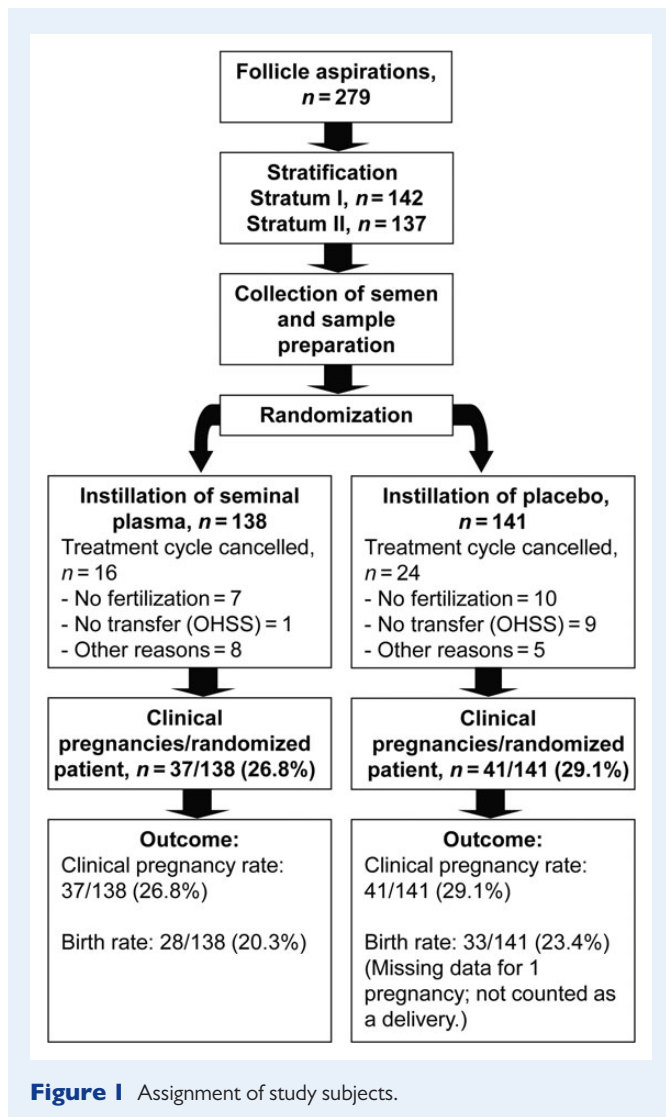 Follicle aspirations,
n = 279
Stratification
Stratum I, n = 142
Stratum II, n = 137
Collection of semen
and sample
preparation
Randomization
Instillation of seminal
plasma, n = 138
Treatment cycle cancelled,
n = 16
- No fertilization = 7
- No transfer (OHSS) = 1
- Other reasons = 8
Instillation of placebo,
n = 141
Treatment cycle cancelled,
n = 24
- No fertilization = 10
- No transfer (OHSS) = 9
- Other reasons = 5
Clinical
pregnancies/randomized
patient, n = 37/138 (26.8%)
Clinical
pregnancies/randomized
patient, n = 41/141 (29.1%)
Outcome:
Clinical pregnancy rate:
37/138 (26.8%)
Birth rate: 28/138 (20.3%)
Outcome:
Clinical pregnancy rate:
41/141 (29.1%)
Birth rate: 33/141 (23.4%)
(Missing data for 1
pregnancy; not counted as
a delivery.)
Figure 1 Assignment of study subjects.